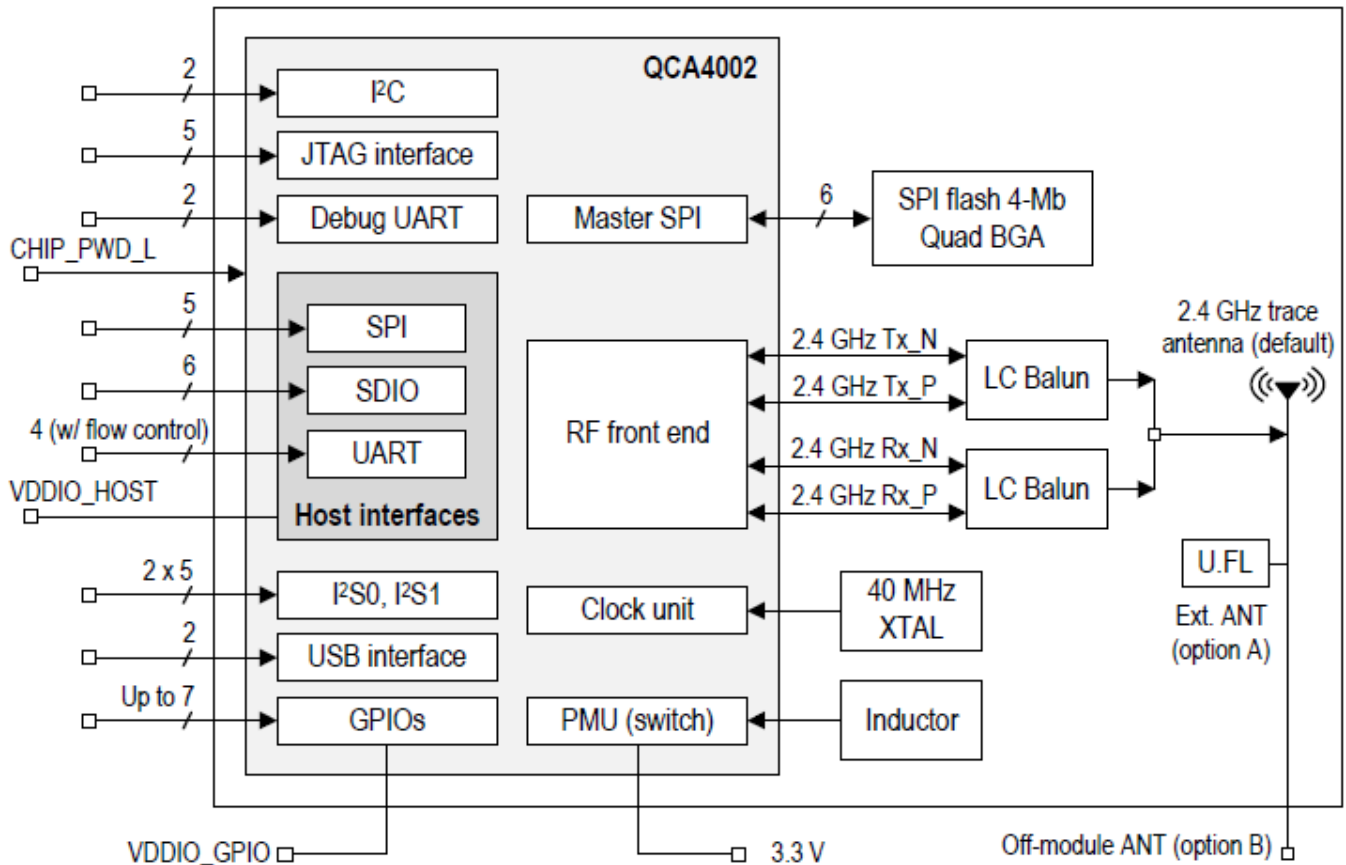 QCA4002
2
I²C
5
JTAG interface
2
Debug UART
Master SPI
6
SPI flash 4-Mb
Quad BGA
CHIP_PWD_L
5
SPI
6
SDIO
4 (w/ flow control)
UART
VDDIO_HOST
Host interfaces
RF front end
2.4 GHz Tx_N
2.4 GHz Tx_P
LC Balun
2.4 GHz Rx_N
2.4 GHz Rx_P
LC Balun
2.4 GHz trace
antenna (default)
2 x 5
I²S0, I²S1
Clock unit
40 MHz
XTAL
U.FL
Ext. ANT
(option A)
2
USB interface
Up to 7
GPIOs
PMU (switch)
Inductor
VDDIO_GPIO
3.3 V
Off-module ANT (option B)